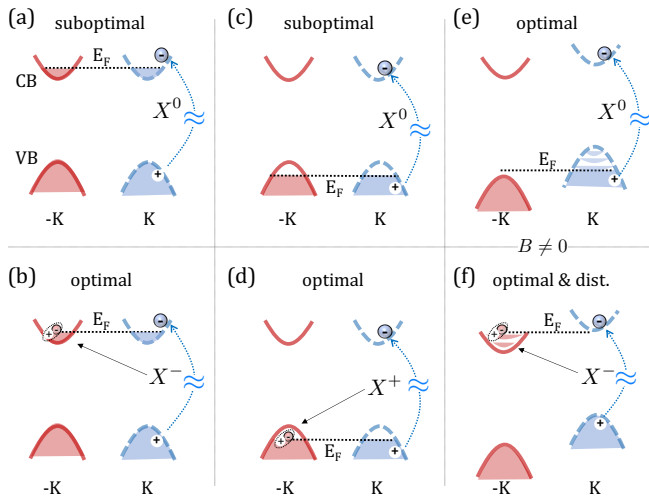 (a) suboptimal
E_F
CB
X^0
VB
+
-K K
(c) suboptimal
X^0
E_F
+
-K K
(e) optimal
X^0
E_F
+
-K K
B ≠ 0
(b) optimal
+ -
E_F
X^-
+
-K K
(d) optimal
X^+
+ -
E_F
+
-K K
(f) optimal & dist.
+ -
E_F
X^-
+
-K K